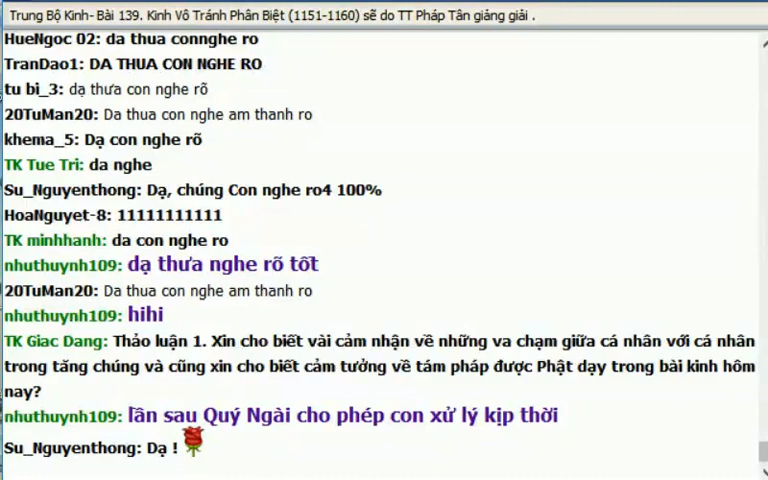 Trung Bộ Kinh- Bài 139. Kinh Vô Tránh Phân Biệt (1151-1160) sẽ do TT Pháp Tân giảng giải .
HueNgoc 02: da thua connghe ro
TranDao1: DA THUA CON NGHE RO
tu bi_3: dạ thưa con nghe rõ
20TuMan20: Da thua con nghe am thanh ro
khema_5: Dạ con nghe rõ
TK Tue Tri: da nghe
Su_Nguyenthong: Dạ, chúng Con nghe ro4 100%
HoaNguyet-8: 11111111111
TK minhhanh: da con nghe ro
nhuthuynh109: dạ thưa nghe rõ tốt
20TuMan20: Da thua con nghe am thanh ro
nhuthuynh109: hihi
TK Giac Dang: Thảo luận 1. Xin cho biết vài cảm nhận về những va chạm giữa cá nhân với cá nhân
trong tăng chúng và cũng xin cho biết cảm tưởng về tám pháp được Phật dạy trong bài kinh hôm
nay?
nhuthuynh109: lần sau Quý Ngài cho phép con xử lý kịp thời
Su_Nguyenthong: Dạ !